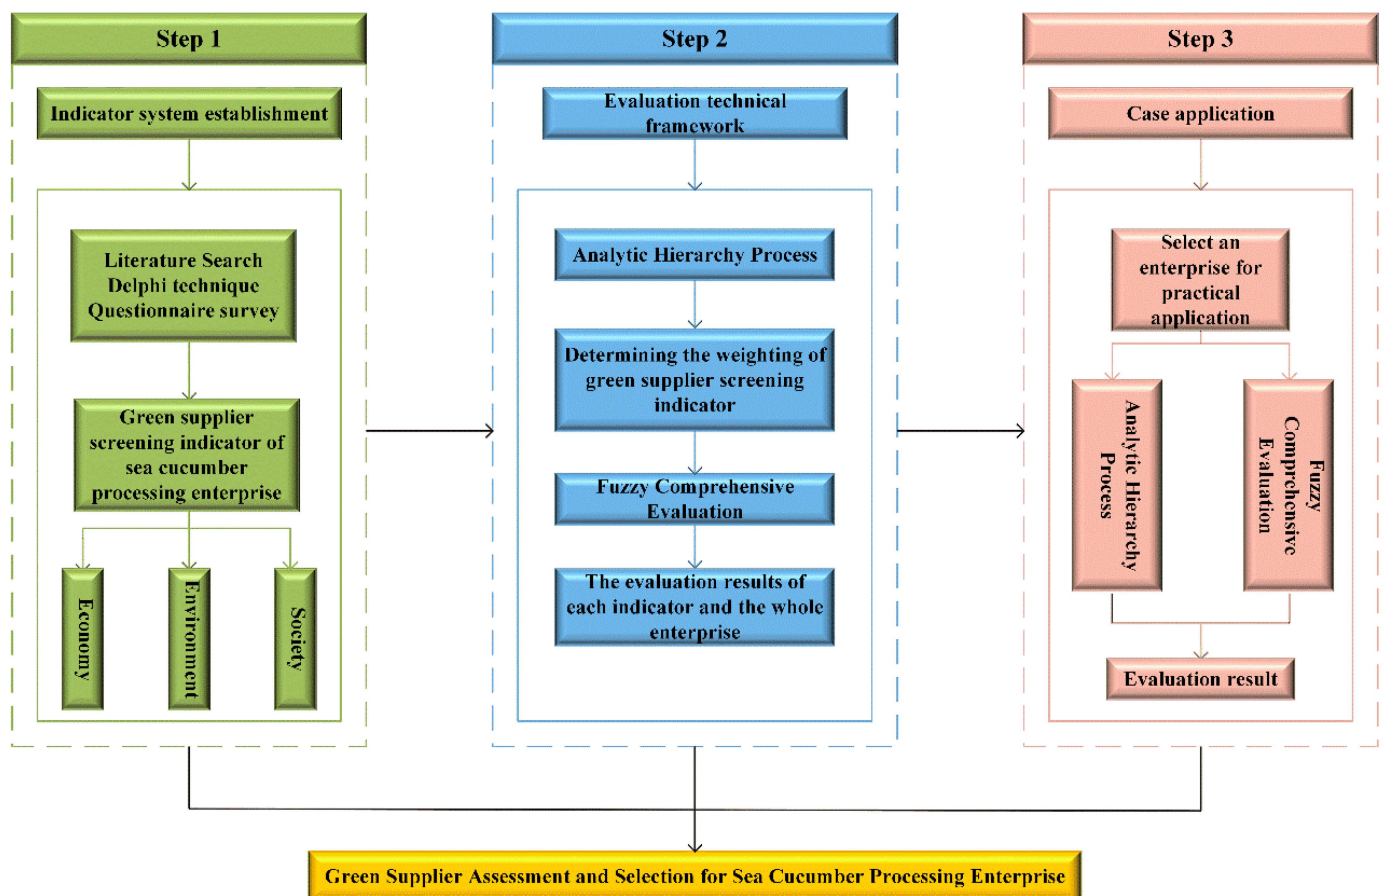 Step 1
Indicator system establishment
Literature Search
Delphi technique
Questionnaire survey
Green supplier
screening indicator of
sea cucumber
processing enterprise
Economy
Environment
Society
Step 2
Evaluation technical
framework
Analytic Hierarchy Process
Determining the weighting of
green supplier screening
indicator
Fuzzy Comprehensive
Evaluation
The evaluation results of
each indicator and the whole
enterprise
Step 3
Case application
Select an
enterprise for
practical
application
Analytic Hierarchy
Process
Fuzzy
Comprehensive
Evaluation
Evaluation result
Green Supplier Assessment and Selection for Sea Cucumber Processing Enterprise